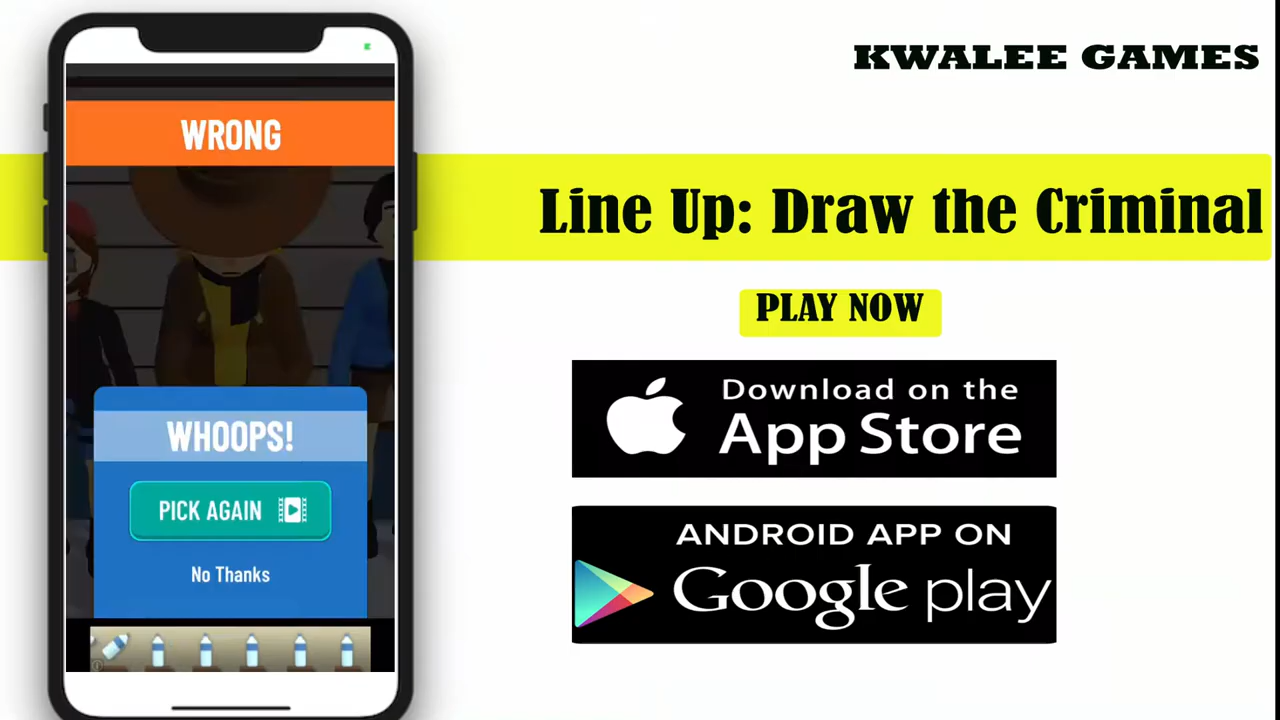 KWALEE GAMES
WRONG
Line Up: Draw the Criminal
PLAY NOW
Download on the
App Store
WHOOPS!
PICK AGAIN
No Thanks
ANDROID APP ON
Google play